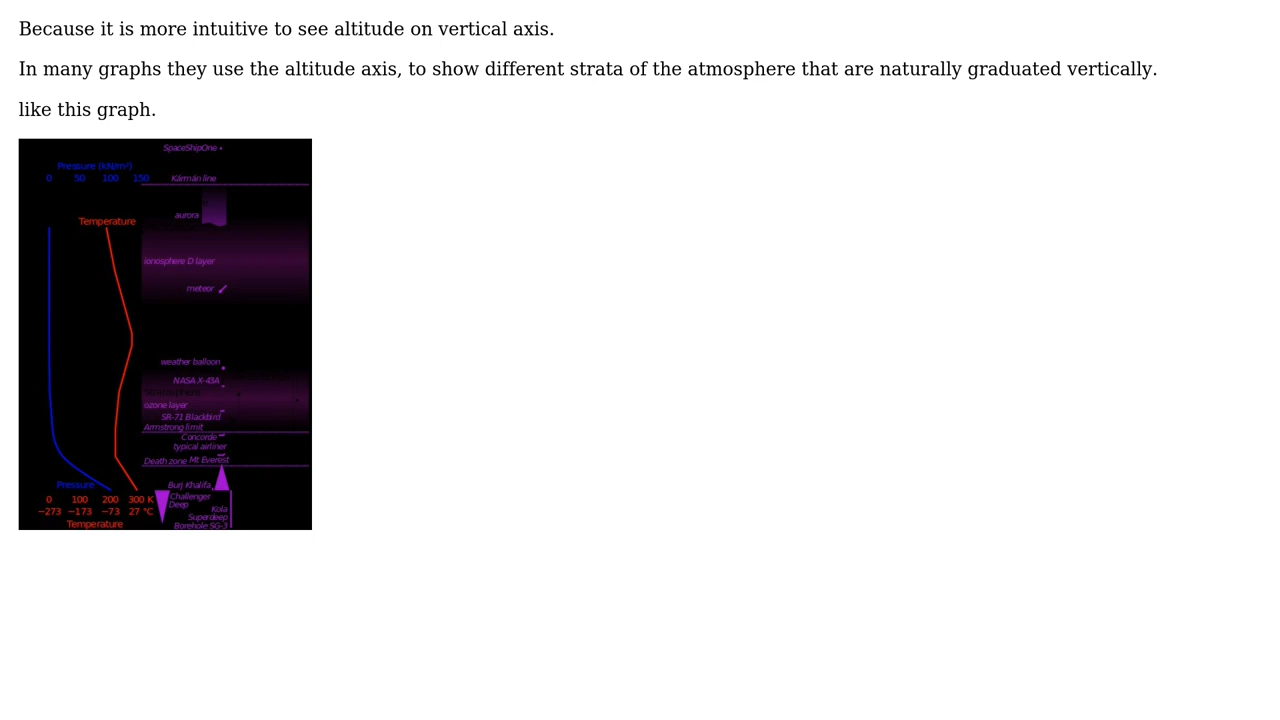 Because it is more intuitive to see altitude on vertical axis.
In many graphs they use the altitude axis, to show different strata of the atmosphere that are naturally graduated vertically.
like this graph.
SpaceShipOne
Pressure (kN/m²)
0 50 100 150
Kármán line
aurora
Temperature
ionosphere D layer
meteor
weather balloon
NASA X-43A
ozone layer
SR-71 Blackbird
Armstrong limit
Concorde
typical airliner
Death zone Mt Everest
Pressure
Burj Khalifa
0 100 200 300 K
Challenger
Deep
−273 −173 −73 27 °C
Kola
Superdeep
Borehole SG-3
Temperature